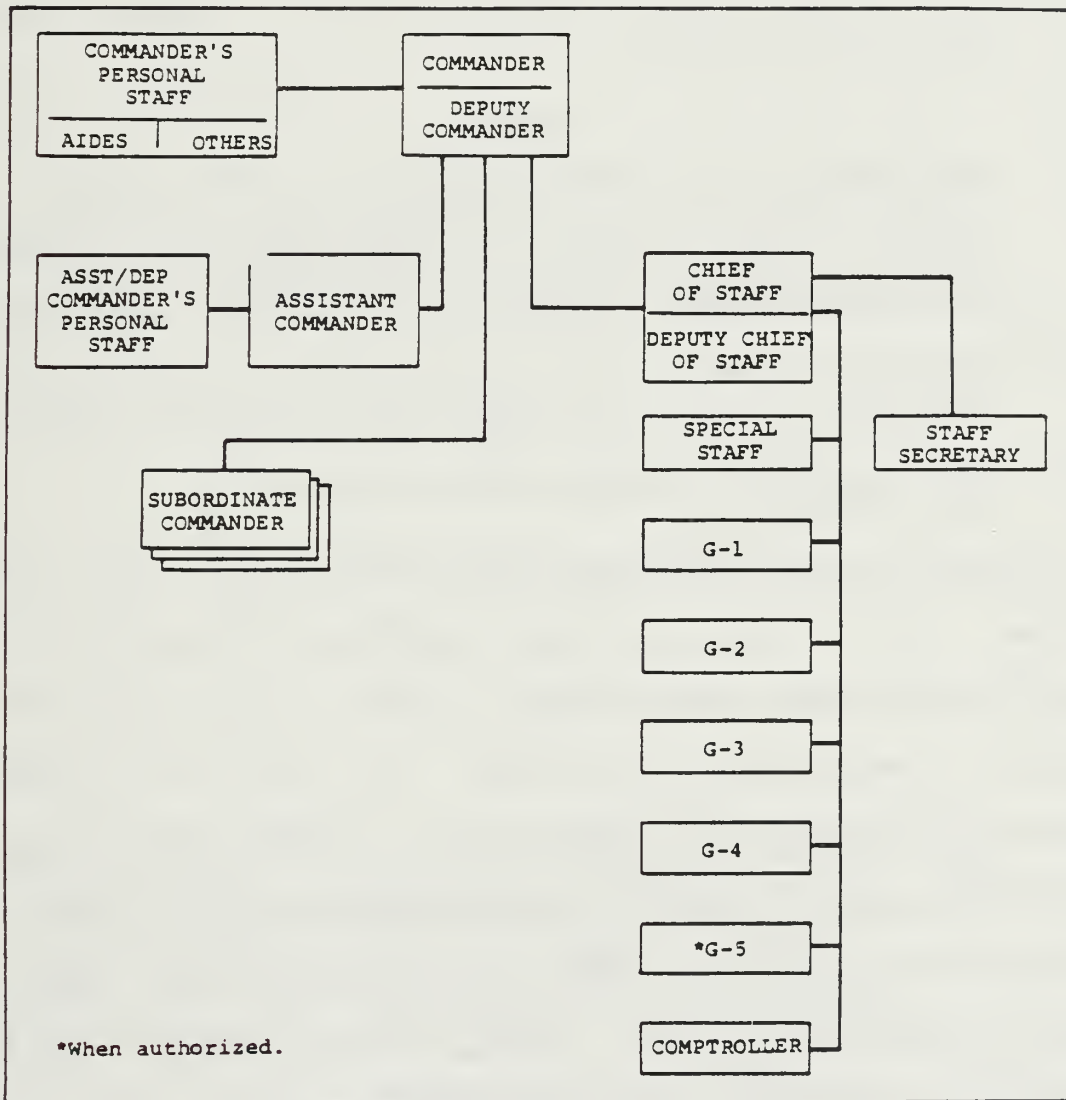 COMMANDER'S
PERSONAL
STAFF
AIDES
OTHERS
COMMANDER
DEPUTY
COMMANDER
ASST/DEP
COMMANDER'S
PERSONAL
STAFF
ASSISTANT
COMMANDER
CHIEF
OF STAFF
DEPUTY CHIEF
OF STAFF
SPECIAL
STAFF
STAFF
SECRETARY
SUBORDINATE
COMMANDER
G-1
G-2
G-3
G-4
*G-5
COMPTROLLER
*When authorized.